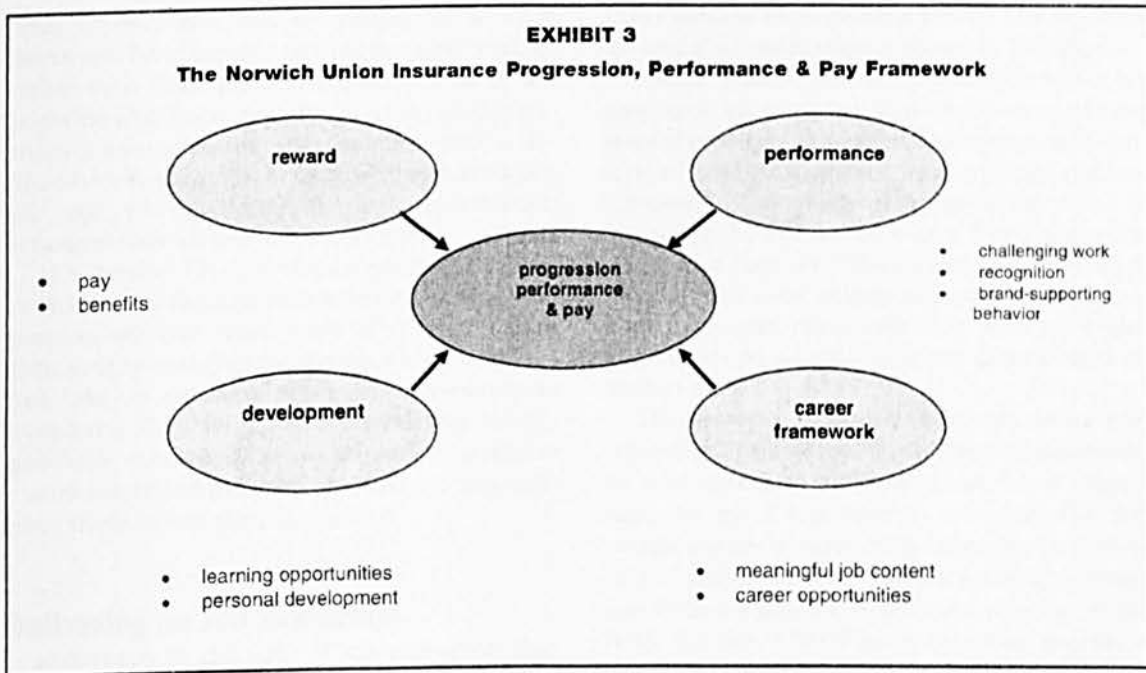 EXHIBIT 3
The Norwich Union Insurance Progression, Performance & Pay Framework
reward
performance
• pay
• benefits
progression
performance
& pay
• challenging work
• recognition
• brand-supporting
behavior
development
career
framework
• learning opportunities
• personal development
• meaningful job content
• career opportunities